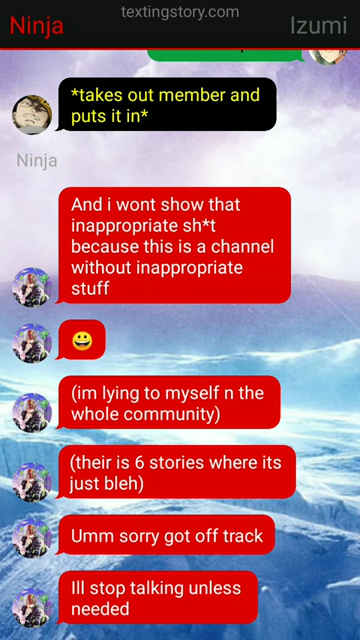 textingstory.com
Ninja
Izumi
*takes out member and
puts it in*
Ninja
And i wont show that
inappropriate sh*t
because this is a channel
without inappropriate
stuff
😀
(im lying to myself n the
whole community)
(their is 6 stories where its
just bleh)
Umm sorry got off track
Ill stop talking unless
needed